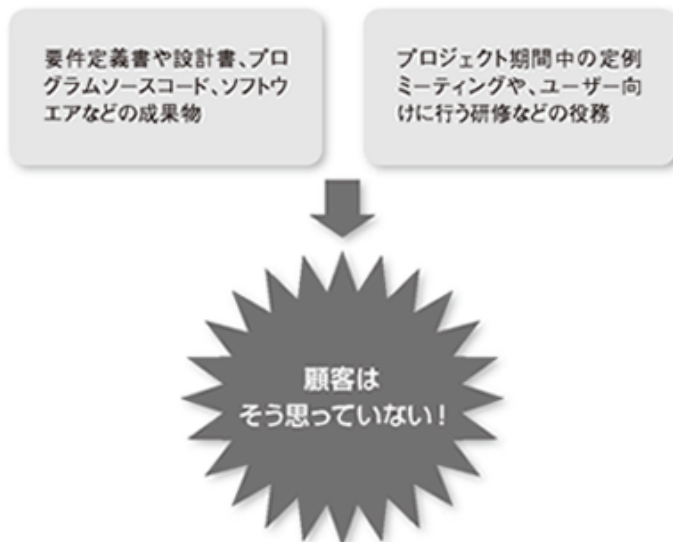 要件定義書や設計書、プロ
グラムソースコード、ソフトウ
エアなどの成果物
プロジェクト期間中の定例
ミーティングや、ユーザー向
けに行う研修などの役務
顧客は
そう思っていない！